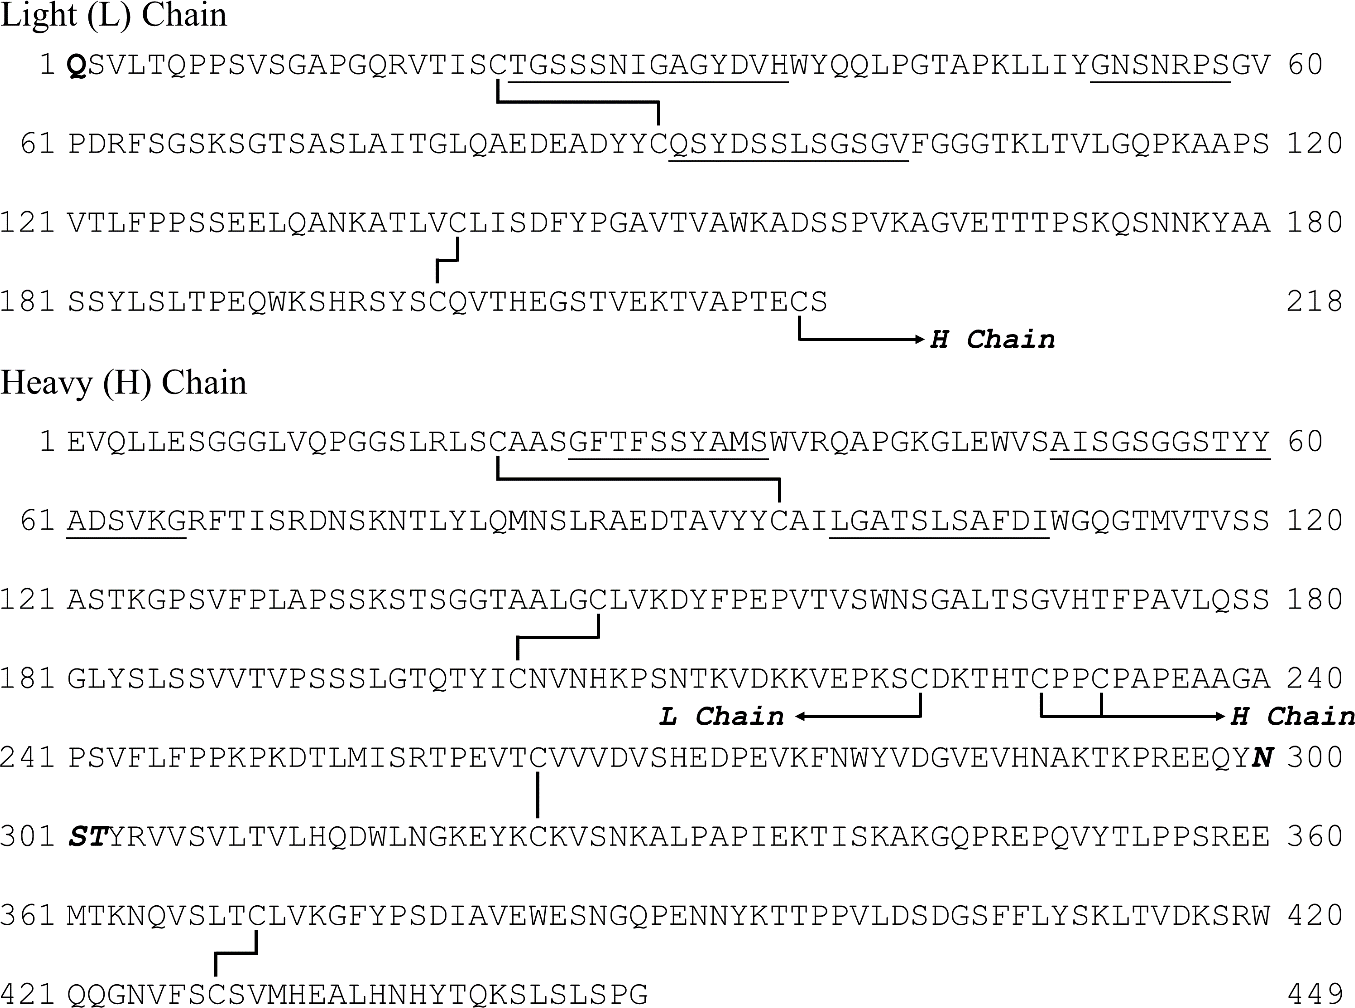 Light (L) Chain
1 QSVLTQPPSVSGAPGQRVTISCTGSSSNIGAGYDVHWYQQLPGTAPKLLIYGNSNRPSGV 60
61 PDRFSGSKSGTSASLAITGLQAEDEADYYCQSYDSSLSGSGVFGGGTKLTVLGQPKAAPS 120
121 VTLFPPSSEELQANKATLVCLISDFYPGAVTVAWKADSSPVKAGVETTTPSKQSNNKYAA 180
181 SSYLSLTPEQWKSHRSYSCQVTHEGSTVEKTVAPTECS 218
H Chain
Heavy (H) Chain
1 EVQLLESGGGLVQPGGSLRLSCAASGFTFSSYAMSWVRQAPGKGLEWVSAISGSGGSTYY 60
61 ADSVKGRFTISRDNSKNTLYLQMNSLRAEDTAVYYCAILGATSLSAFDIWGQGTMVTVSS 120
121 ASTKGPSVFPLAPSSKSTSGGTAALGCLVKDYFPEPVTVSWNSGALTSGVHTFPAVLQSS 180
181 GLYSLSSVVTVPSSSLGTQTYICNVNHKPSNTKVDKKVEPKSCDKTHTCPPCPAPEAAGA 240
L Chain H Chain
241 PSVFLFPPKPKDTLMISRTPEVTCVVVDVSHEDPEVKFNWYVDGVEVHNAKTKPREEQYN 300
301 STYRVVSVLTVLHQDWLNGKEYKCKVSNKALPAPIEKTISKAKGQPREPQVYTLPPSREE 360
361 MTKNQVSLTCLVKGFYPSDIAVEWESNGQPENNYKTTPPVLDSDGSFFLYSKLTVDKSRW 420
421 QQGNVFSCSVMHEALHNHYTQKSLSLSPG 449